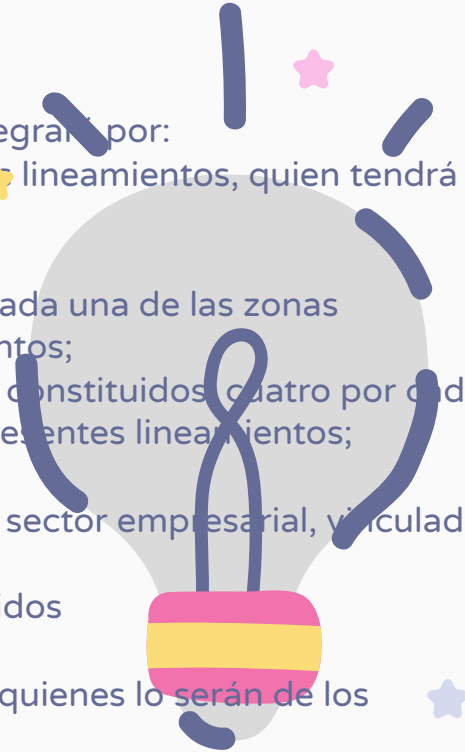 por:
lineamientos, quien tendrá
ada una de las zonas
ntos;
constituidos, cuatro por cad
esentes lineamientos;
sector empresarial, vinculad
idos
quienes lo serán de los